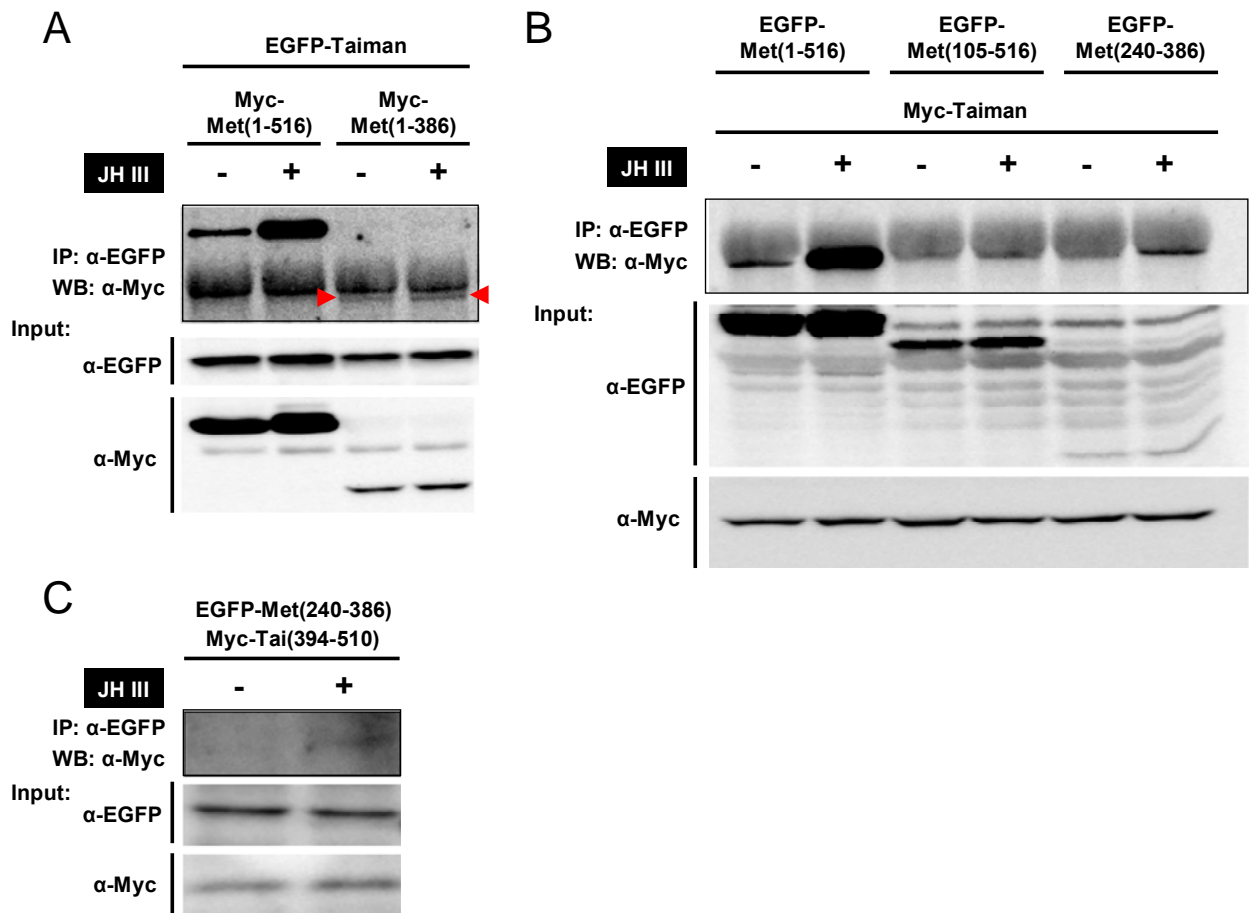 A
EGFP-Taiman
Myc-
Met(1-516)
Myc-
Met(1-386)
JH III
- + - +
IP: α-EGFP
WB: α-Myc
Input:
α-EGFP
α-Myc
B
EGFP-
Met(1-516)
EGFP-
Met(105-516)
EGFP-
Met(240-386)
Myc-Taiman
JH III
- + - + - +
IP: α-EGFP
WB: α-Myc
Input:
α-EGFP
α-Myc
C
EGFP-Met(240-386)
Myc-Tai(394-510)
JH III
- +
IP: α-EGFP
WB: α-Myc
Input:
α-EGFP
α-Myc